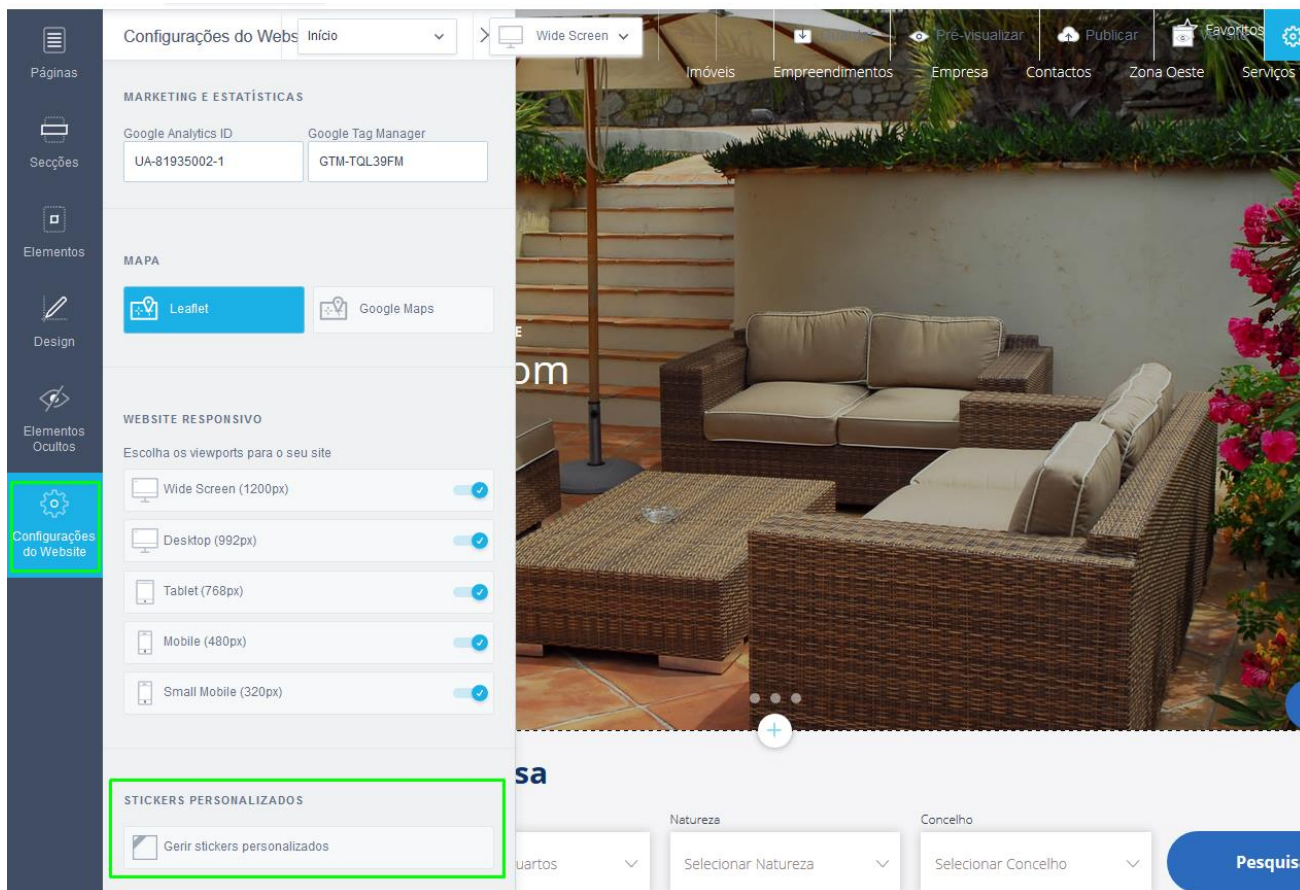 Páginas
Secções
Elementos
Design
Elementos
Ocultos
Configurações
do Website
Configurações do Webs
Início
Wide Screen
Pré-visualizar
Publicar
Favoritos
MARKETING E ESTATÍSTICAS
Google Analytics ID
Google Tag Manager
UA-81935002-1
GTM-TQL39FM
MAPA
Leaflet
Google Maps
WEBSITE RESPONSIVO
Escolha os viewports para o seu site
Wide Screen (1200px)
Desktop (992px)
Tablet (768px)
Mobile (480px)
Small Mobile (320px)
STICKERS PERSONALIZADOS
Gerir stickers personalizados
Imóveis
Empreendimentos
Empresa
Contactos
Zona Oeste
Serviços
E
om
sa
Natureza
Concelho
uartos
Selecionar Natureza
Selecionar Concelho
Pesquisa